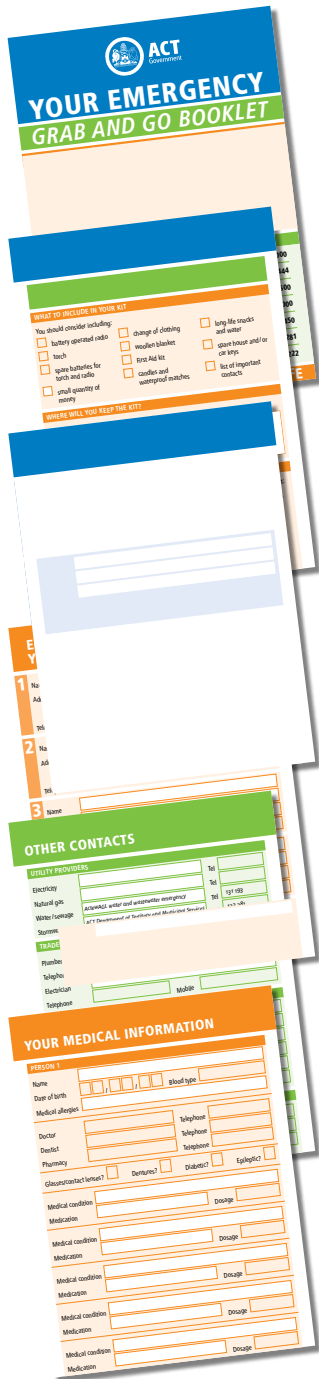 ACT
Government
YOUR EMERGENCY
GRAB AND GO BOOKLET
WHAT TO INCLUDE IN YOUR KIT
You should consider including:
battery operated radio
torch
spare batteries for
torch and radio
small quantity of
money
change of clothing
woollen blanket
First Aid kit
candles and
waterproof matches
long-life snacks
and water
spare house and/or
car keys
list of important
contacts
WHERE WILL YOU KEEP THE KIT?
1
2
3 Name
OTHER CONTACTS
UTILITY PROVIDERS
Electricity Tel
Natural gas Tel
Water/sewage ActewAGL water and wastewater emergency Tel 131 193
ACT Department of Territory and Municipal Services
Electrician
Telephone Mobile
YOUR MEDICAL INFORMATION
PERSON 1
Name
Date of birth / / Blood type
Medical allergies
Doctor Telephone
Dentist Telephone
Pharmacy Telephone
Glasses/contact lenses? Dentures? Diabetic? Epileptic?
Medical condition
Medication Dosage
Medical condition
Medication Dosage
Medical condition
Medication Dosage
Medical condition
Medication Dosage
Medical condition
Medication Dosage